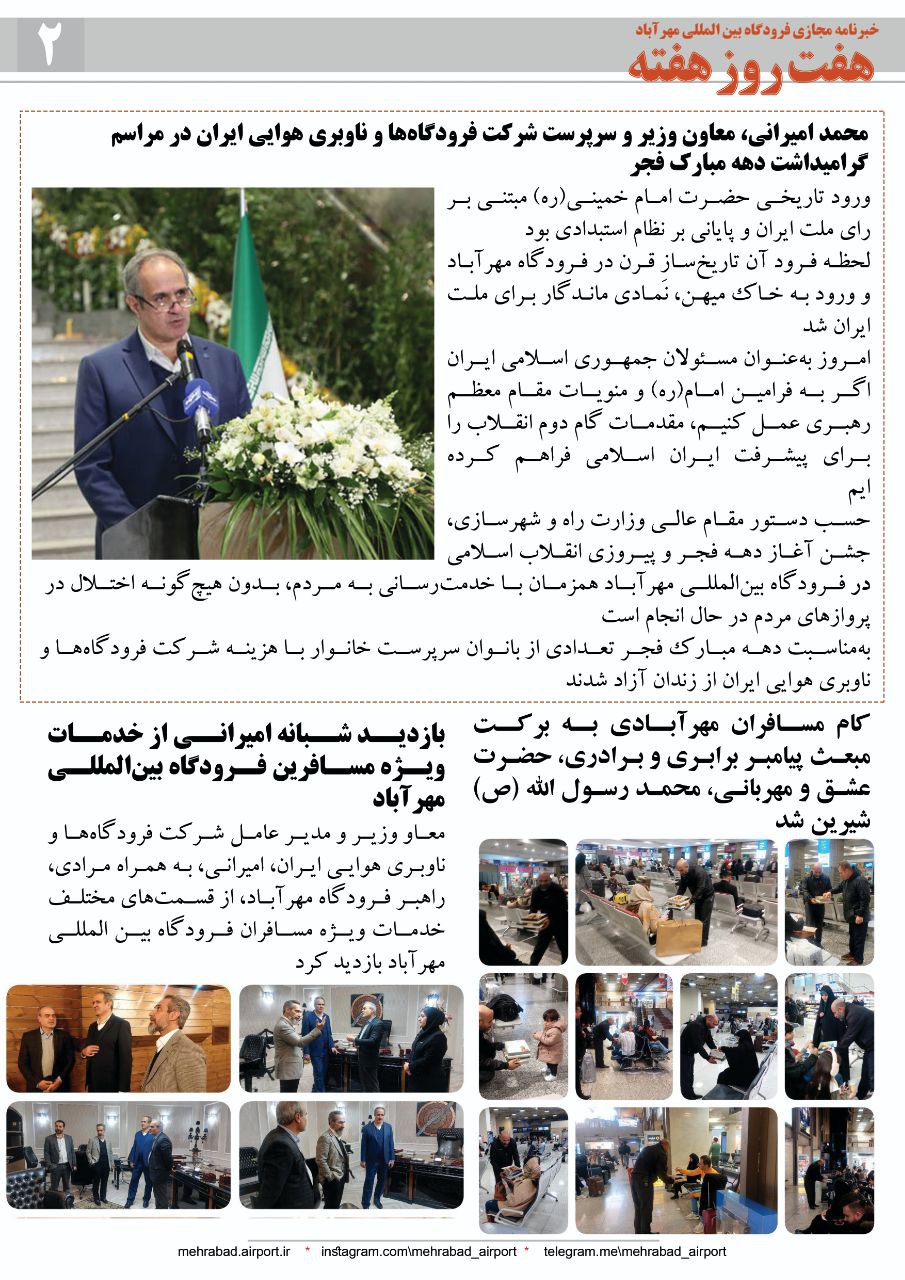 خبرنامه مجازی فرودگاه بین المللی مهرآباد
هفت روز هفته
۲
محمد امیرانی، معاون وزیر و سرپرست شرکت فرودگاه‌ها و ناوبری هوایی ایران در مراسم
گرامیداشت دهه مبارک فجر
ورود تاریخی حضرت امام خمینی(ره) مبتنی بر
رای ملت ایران و پایانی بر نظام استبدادی بود
لحظه فرود آن تاریخ‌ساز قرن در فرودگاه مهرآباد
و ورود به خاک میهن، نَمادی ماندگار برای ملت
ایران شد
امروز به‌عنوان مسئولان جمهوری اسلامی ایران
اگر به فرامین امام(ره) و منویات مقام معظم
رهبری عمل کنیم، مقدمات گام دوم انقلاب را
برای پیشرفت ایران اسلامی فراهم کرده
ایم
حسب دستور مقام عالی وزارت راه و شهرسازی،
جشن آغاز دهه فجر و پیروزی انقلاب اسلامی
در فرودگاه بین‌المللی مهرآباد همزمان با خدمت‌رسانی به مردم، بدون هیچ‌گونه اختلال در
پروازهای مردم در حال انجام است
به‌مناسبت دهه مبارک فجر تعدادی از بانوان سرپرست خانوار با هزینه شرکت فرودگاه‌ها و
ناوبری هوایی ایران از زندان آزاد شدند
کام مسافران مهرآبادی به برکت
مبعث پیامبر برابری و برادری، حضرت
عشق و مهربانی، محمد رسول الله (ص)
شیرین شد
بازدید شبانه امیرانی از خدمات
ویژه مسافرین فرودگاه بین‌المللی
مهرآباد
معاو وزیر و مدیر عامل شرکت فرودگاه‌ها و
ناوبری هوایی ایران، امیرانی، به همراه مرادی،
راهبر فرودگاه مهرآباد، از قسمت‌های مختلف
خدمات ویژه مسافران فرودگاه بین المللی
مهرآباد بازدید کرد
mehrabad.airport.ir * instagram.com\mehrabad_airport * telegram.me\mehrabad_airport